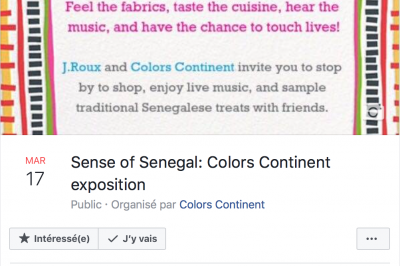 Feel the fabrics, taste the cuisine, hear the
music, and have the chance to touch lives!
J.Roux and Colors Continent invite you to stop
by to shop, enjoy live music, and sample
traditional Senegalese treats with friends.
MAR
17
Sense of Senegal: Colors Continent
exposition
Public · Organisé par Colors Continent
Intéressé(e)
J'y vais